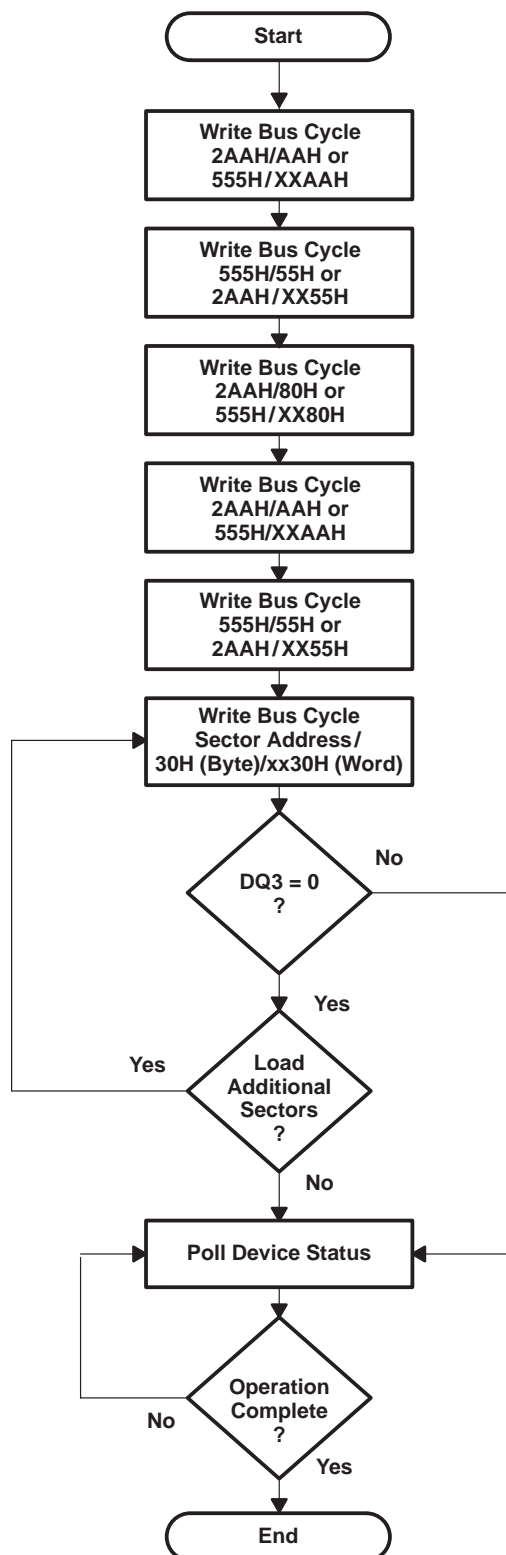 Start
Write Bus Cycle
2AAH/AAH or
555H/XXAAH
Write Bus Cycle
555H/55H or
2AAH/XX55H
Write Bus Cycle
2AAH/80H or
555H/XX80H
Write Bus Cycle
2AAH/AAH or
555H/XXAAH
Write Bus Cycle
555H/55H or
2AAH/XX55H
Write Bus Cycle
Sector Address/
30H (Byte)/xx30H (Word)
No
DQ3 = 0
?
Yes
Yes
Load
Additional
Sectors
?
No
Poll Device Status
Operation
Complete
?
No
Yes
End